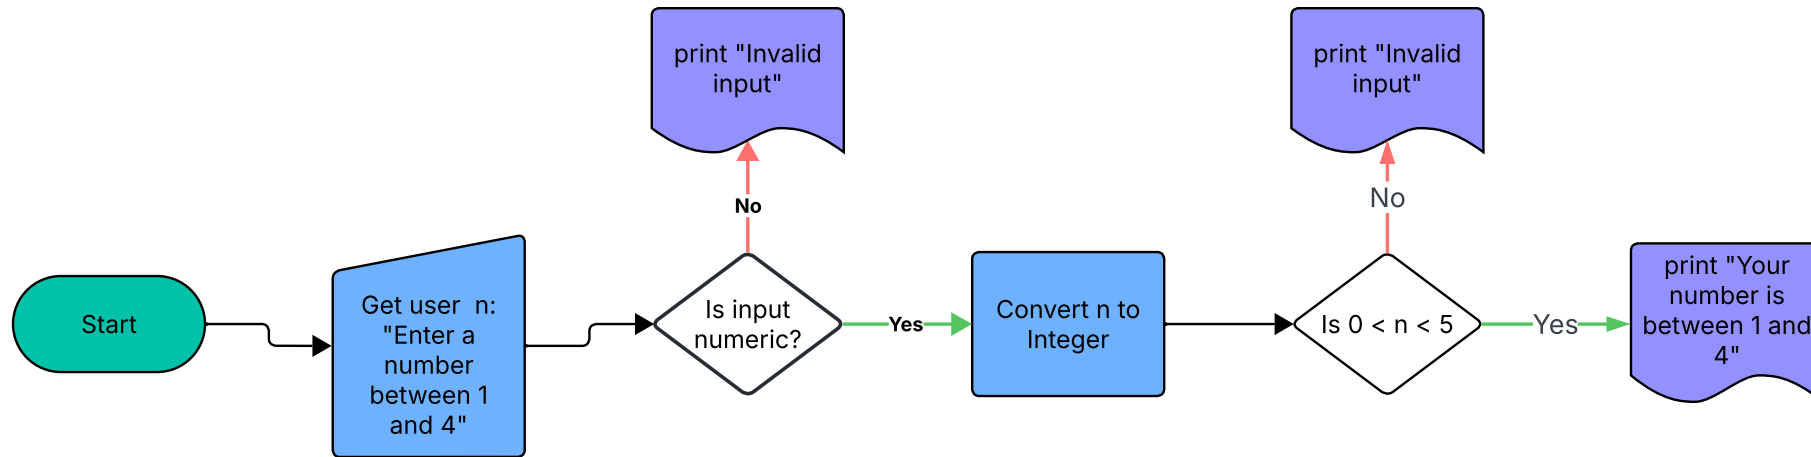 Start
Get user  n:
"Enter a
number
between 1
and 4"
Is input
numeric?
No
print "Invalid
input"
Yes
Convert n to
Integer
Is 0 < n < 5
No
print "Invalid
input"
Yes
print "Your
number is
between 1 and
4"